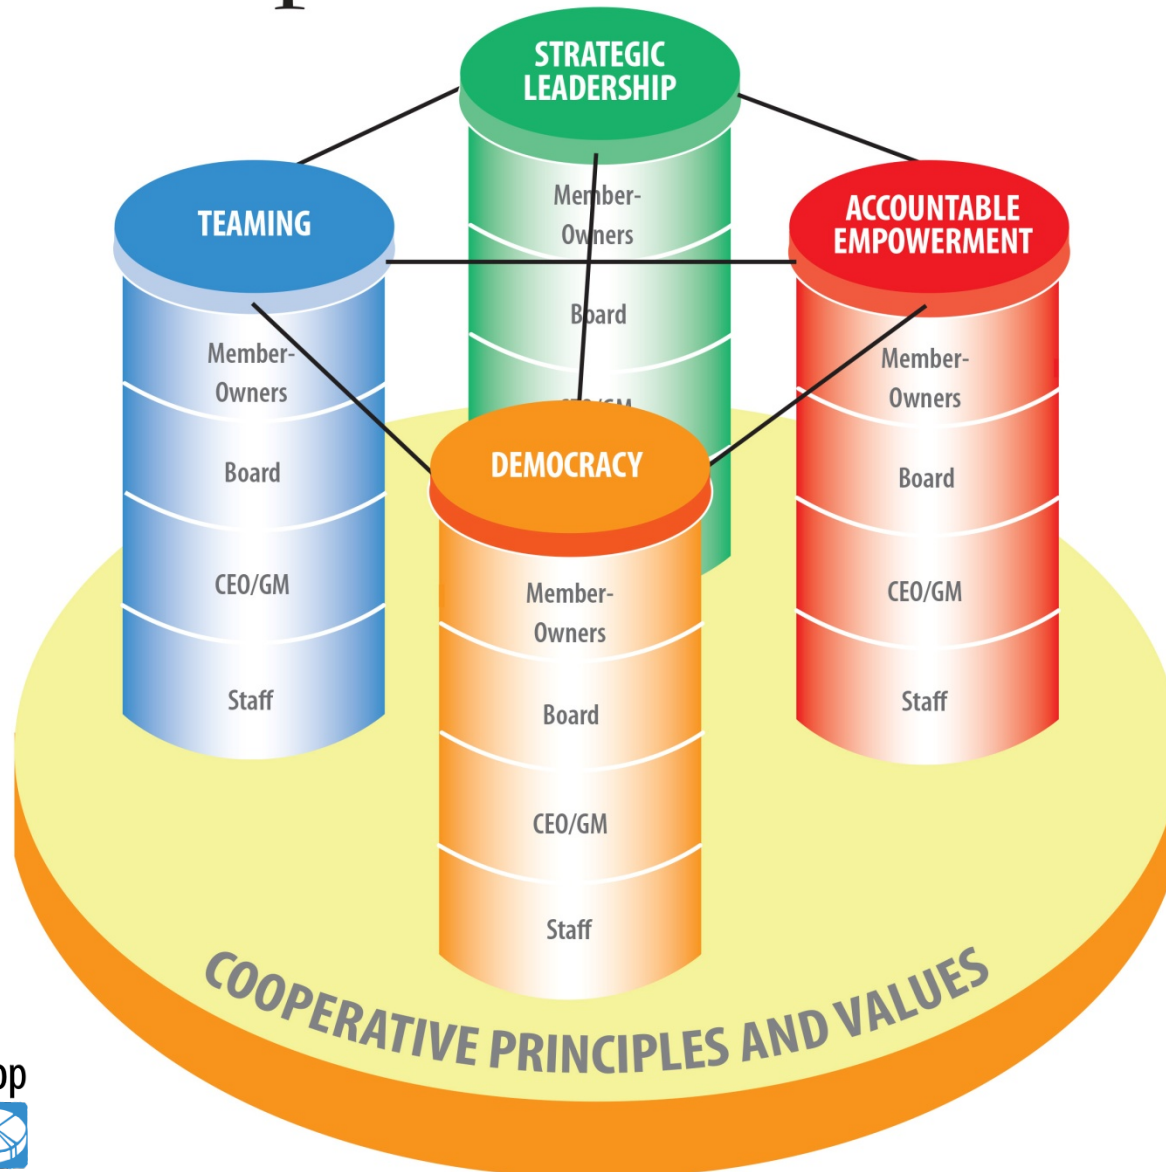 STRATEGIC
LEADERSHIP
Member-
Owners
Board
TEAMING
Member-
Owners
Board
CEO/GM
Staff
ACCOUNTABLE
EMPOWERMENT
Member-
Owners
Board
CEO/GM
Staff
DEMOCRACY
Member-
Owners
Board
CEO/GM
Staff
COOPERATIVE PRINCIPLES AND VALUES